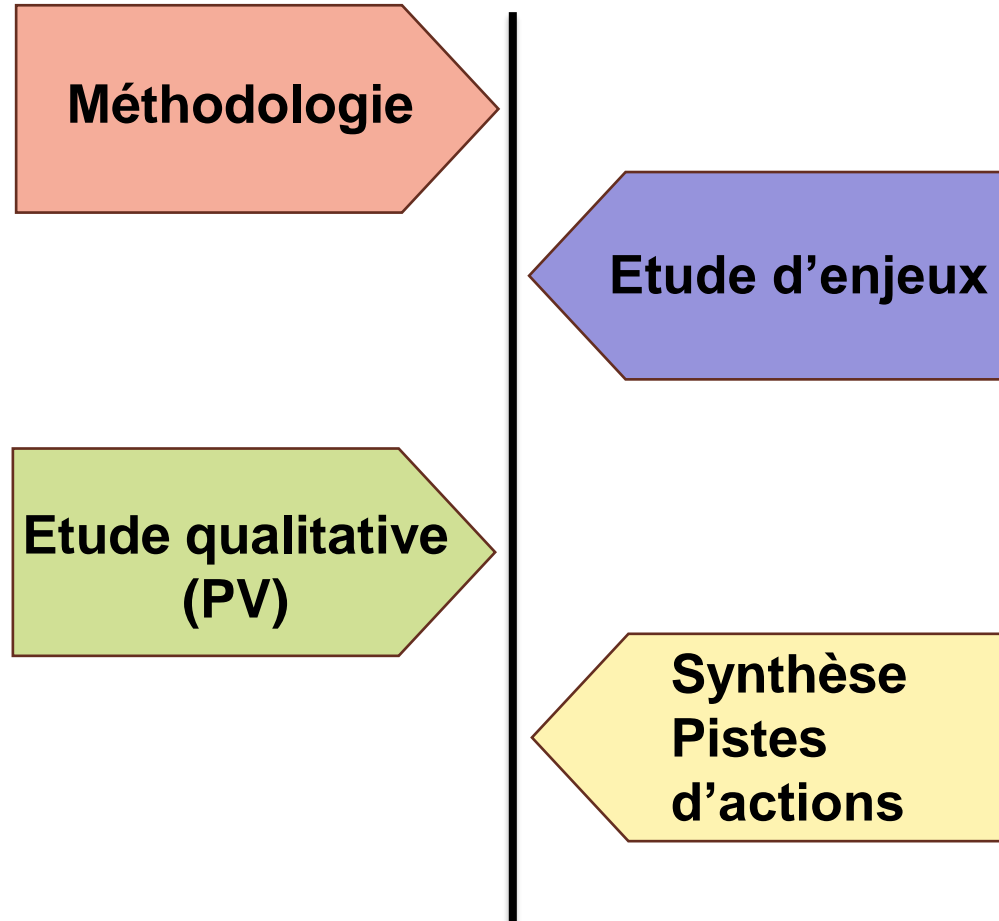 Méthodologie
Etude d’enjeux
Etude qualitative
(PV)
Synthèse
Pistes
d’actions